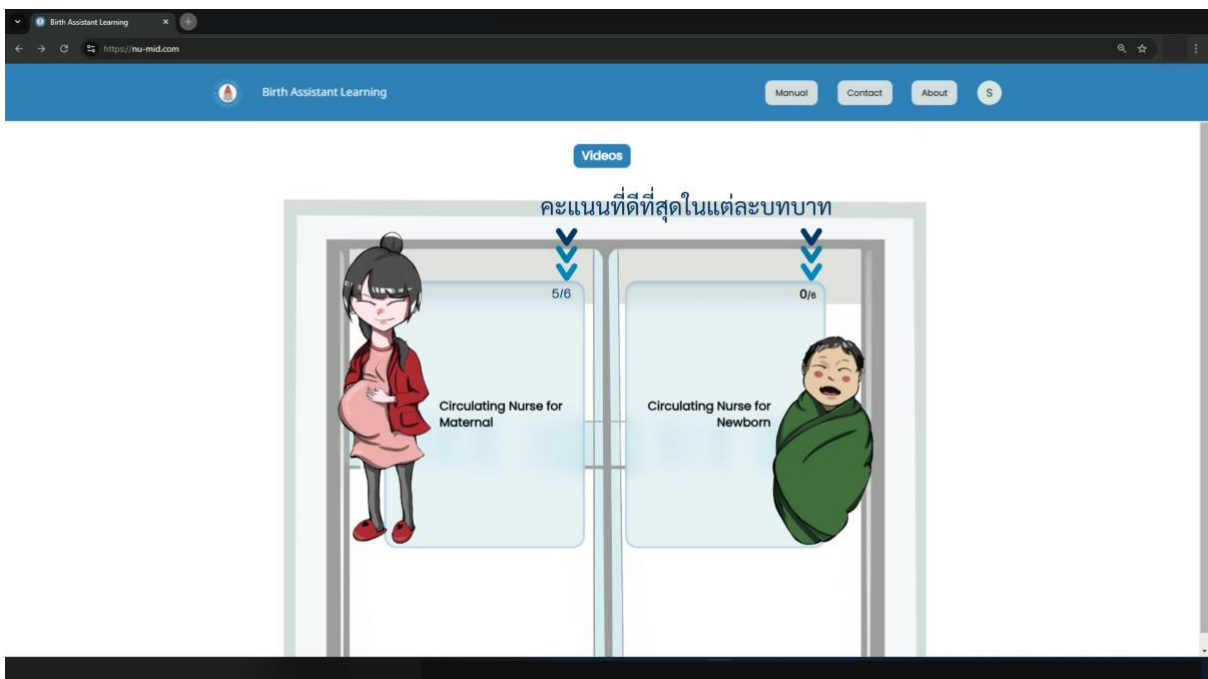 Birth Assistant Learning
https://nu-mid.com
Birth Assistant Learning
Manual
Contact
About
S
Videos
คะแนนที่ดีที่สุดในแต่ละบทบาท
5/6
0/6
Circulating Nurse for
Maternal
Circulating Nurse for
Newborn